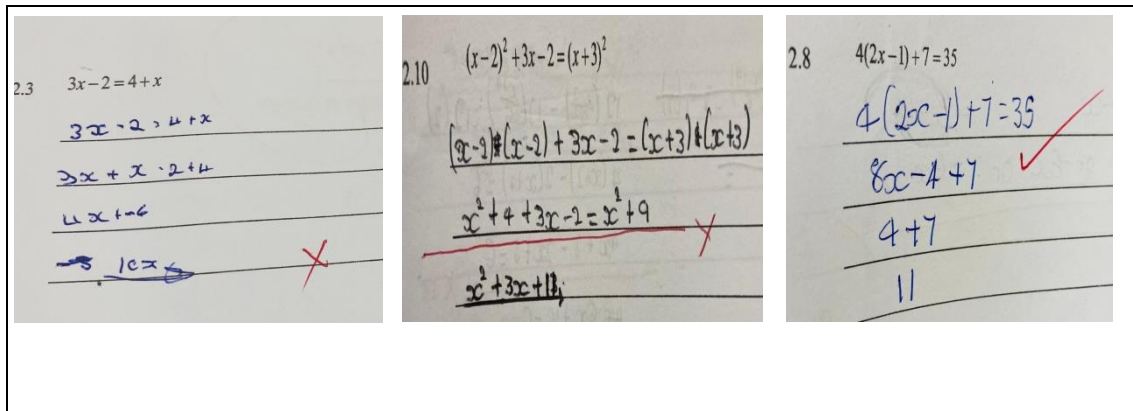 2.3 3x-2=4+x
3x-2=4+x
3x+x-2+4
4x+-6
10x
2.10 (x-2)²+3x-2=(x+3)²
(x-2)+(x-2)+3x-2=(x+3)+(x+3)
x²+4+3x-2=x²+9
x²+3x+11
2.8 4(2x-1)+7=35
4(2x-1)+7=35
8x-4+7
4+7
11